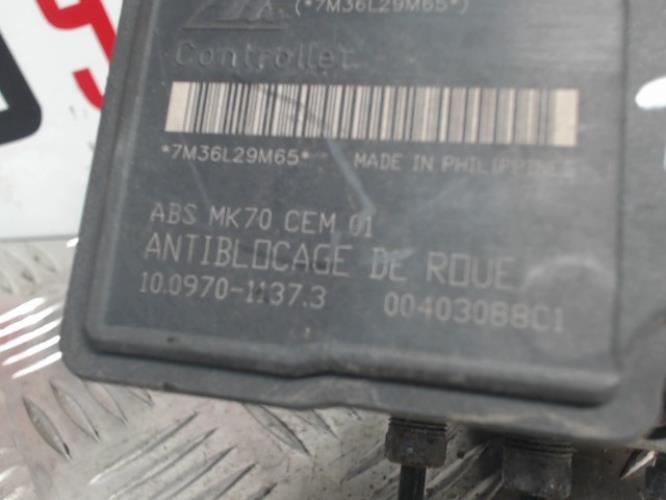 (*7M36L29M65*)
Controller
*7M36L29M65* MADE IN PHILIPPINES
ABS MK70 CEM 01
ANTIBLOCAGE DE ROUE
10.0970-1137.3 00403088C1